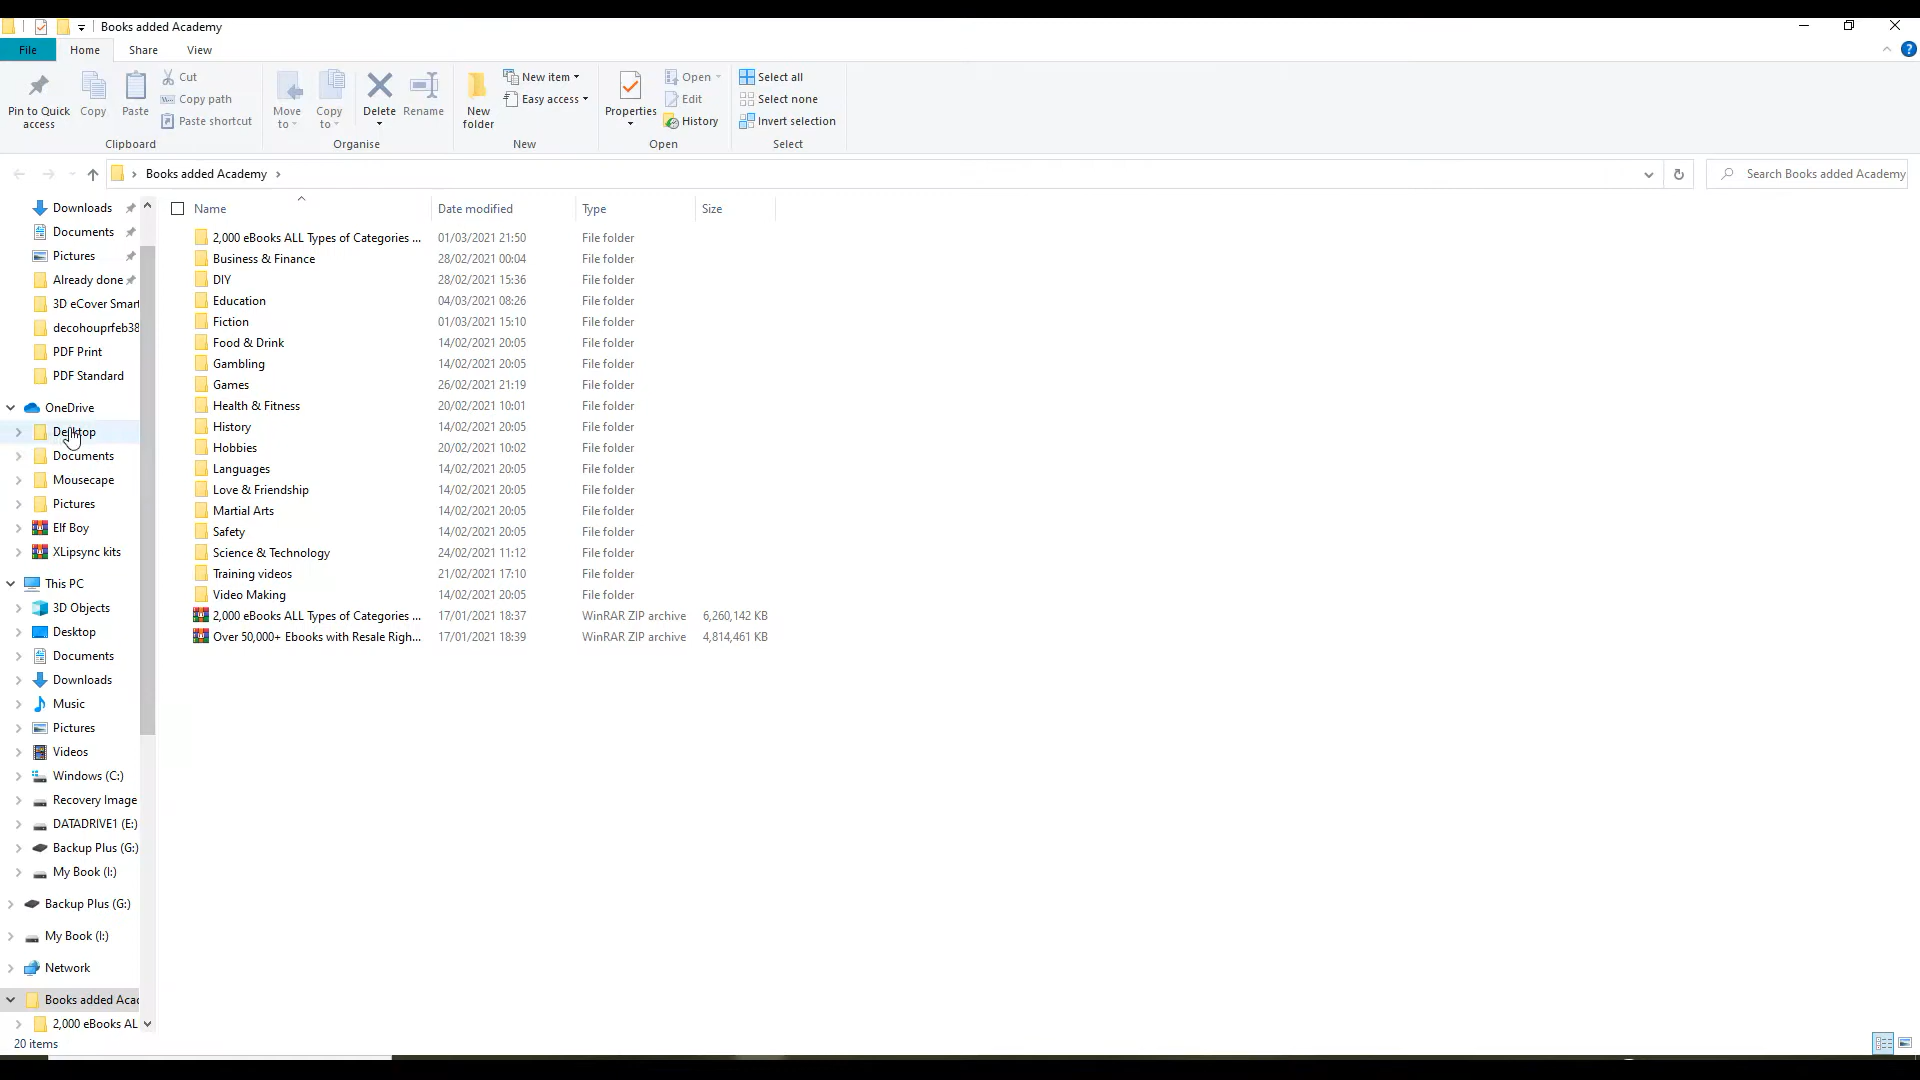 Books added Academy
File
Home
Share
View
Pin to Quick access
Copy
Paste
Cut
Copy path
Paste shortcut
Clipboard
Move to
Copy to
Delete
Rename
Organise
New folder
New item
Easy access
New
Properties
Open
Edit
History
Open
Select all
Select none
Invert selection
Select
Books added Academy
Search Books added Academy
Downloads
Documents
Pictures
Already done
3D eCover Smart
decohouprfeb38
PDF Print
PDF Standard
OneDrive
Desktop
Documents
Mousecape
Pictures
Elf Boy
XLipsync kits
This PC
3D Objects
Desktop
Documents
Downloads
Music
Pictures
Videos
Windows (C:)
Recovery Image
DATADRIVE1 (E:)
Backup Plus (G:)
My Book (I:)
Backup Plus (G:)
My Book (I:)
Network
Books added Acad
2,000 eBooks AL
Name Date modified Type Size
2,000 eBooks ALL Types of Categories ... 01/03/2021 21:50 File folder
Business & Finance 28/02/2021 00:04 File folder
DIY 28/02/2021 15:36 File folder
Education 04/03/2021 08:26 File folder
Fiction 01/03/2021 15:10 File folder
Food & Drink 14/02/2021 20:05 File folder
Gambling 14/02/2021 20:05 File folder
Games 26/02/2021 21:19 File folder
Health & Fitness 20/02/2021 10:01 File folder
History 14/02/2021 20:05 File folder
Hobbies 20/02/2021 10:02 File folder
Languages 14/02/2021 20:05 File folder
Love & Friendship 14/02/2021 20:05 File folder
Martial Arts 14/02/2021 20:05 File folder
Safety 14/02/2021 20:05 File folder
Science & Technology 24/02/2021 11:12 File folder
Training videos 21/02/2021 17:10 File folder
Video Making 14/02/2021 20:05 File folder
2,000 eBooks ALL Types of Categories ... 17/01/2021 18:37 WinRAR ZIP archive 6,260,142 KB
Over 50,000+ Ebooks with Resale Righ... 17/01/2021 18:39 WinRAR ZIP archive 4,814,461 KB
20 items